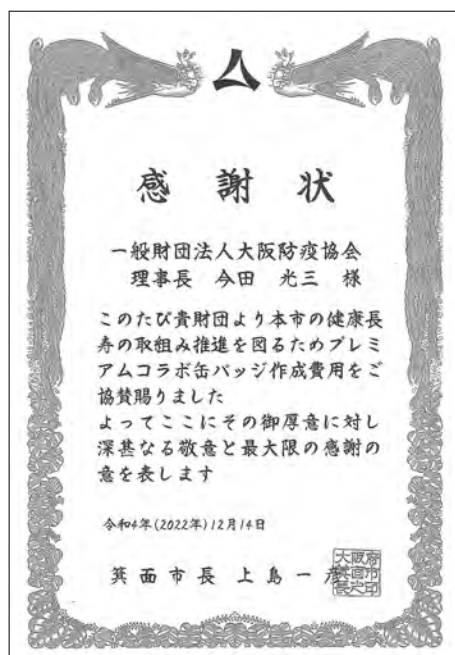 感謝状
一般財団法人大阪防疫協会
理事長 今田 光三 様
このたび貴財団より本市の健康長
寿の取組み推進を図るためプレミ
アムコラボ缶バッジ作成費用をご
協賛賜りました
よってここにその御厚意に対し
深甚なる敬意と最大限の感謝の
意を表します
令和4年(2022年)12月14日
箕面市長 上島一彦